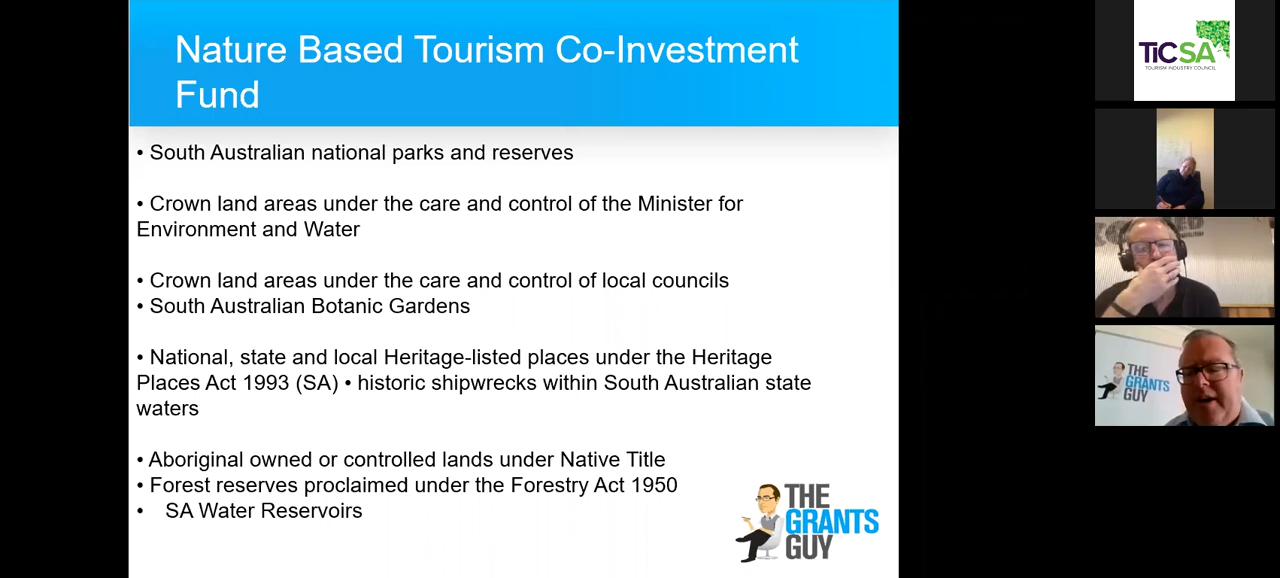 Nature Based Tourism Co-Investment
Fund
• South Australian national parks and reserves
• Crown land areas under the care and control of the Minister for
Environment and Water
• Crown land areas under the care and control of local councils
• South Australian Botanic Gardens
• National, state and local Heritage-listed places under the Heritage
Places Act 1993 (SA) • historic shipwrecks within South Australian state
waters
• Aboriginal owned or controlled lands under Native Title
• Forest reserves proclaimed under the Forestry Act 1950
• SA Water Reservoirs
THE
GRANTS
GUY
TiCSA
TOURISM INDUSTRY COUNCIL
THE
GRANTS
GUY